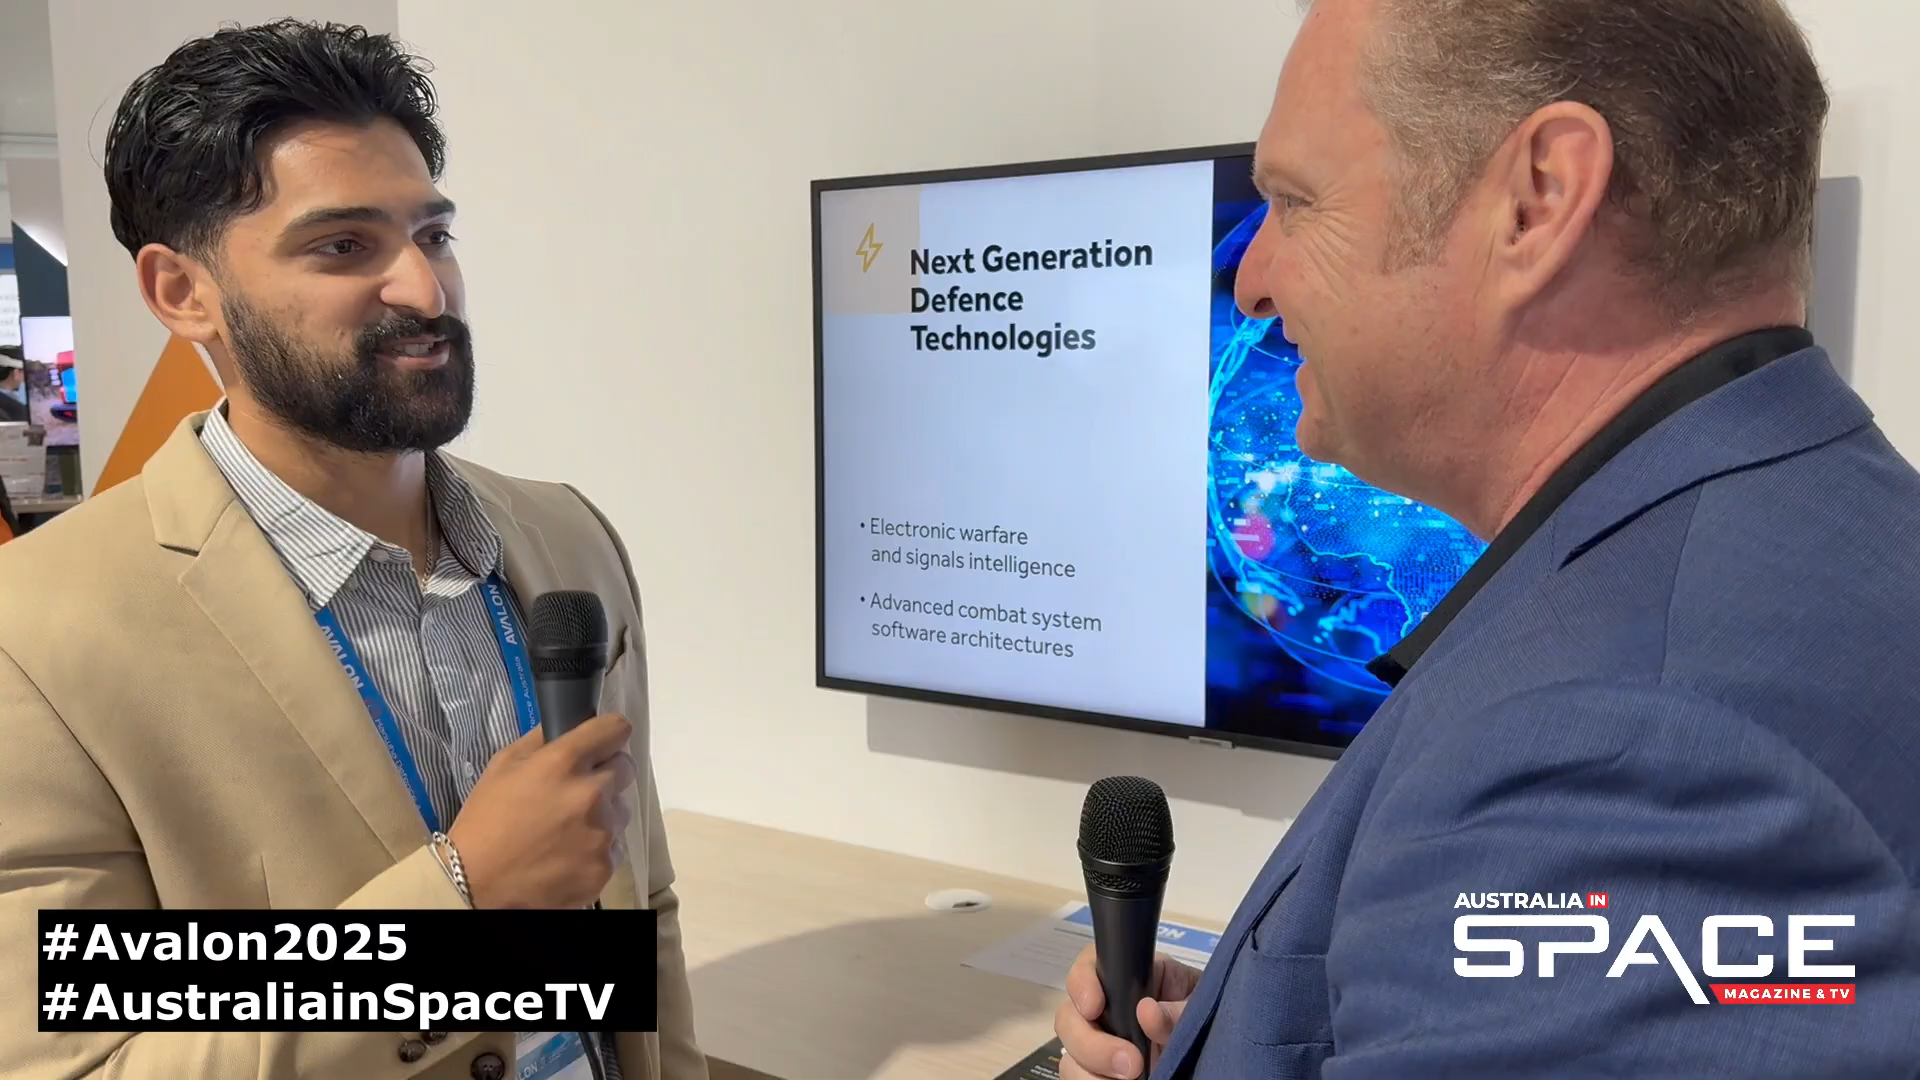 Next Generation
Defence
Technologies
• Electronic warfare
and signals intelligence
• Advanced combat system
software architectures
AVALON
AVALON
#Avalon2025
#AustraliainSpaceTV
AUSTRALIA IN
SPACE
MAGAZINE & TV